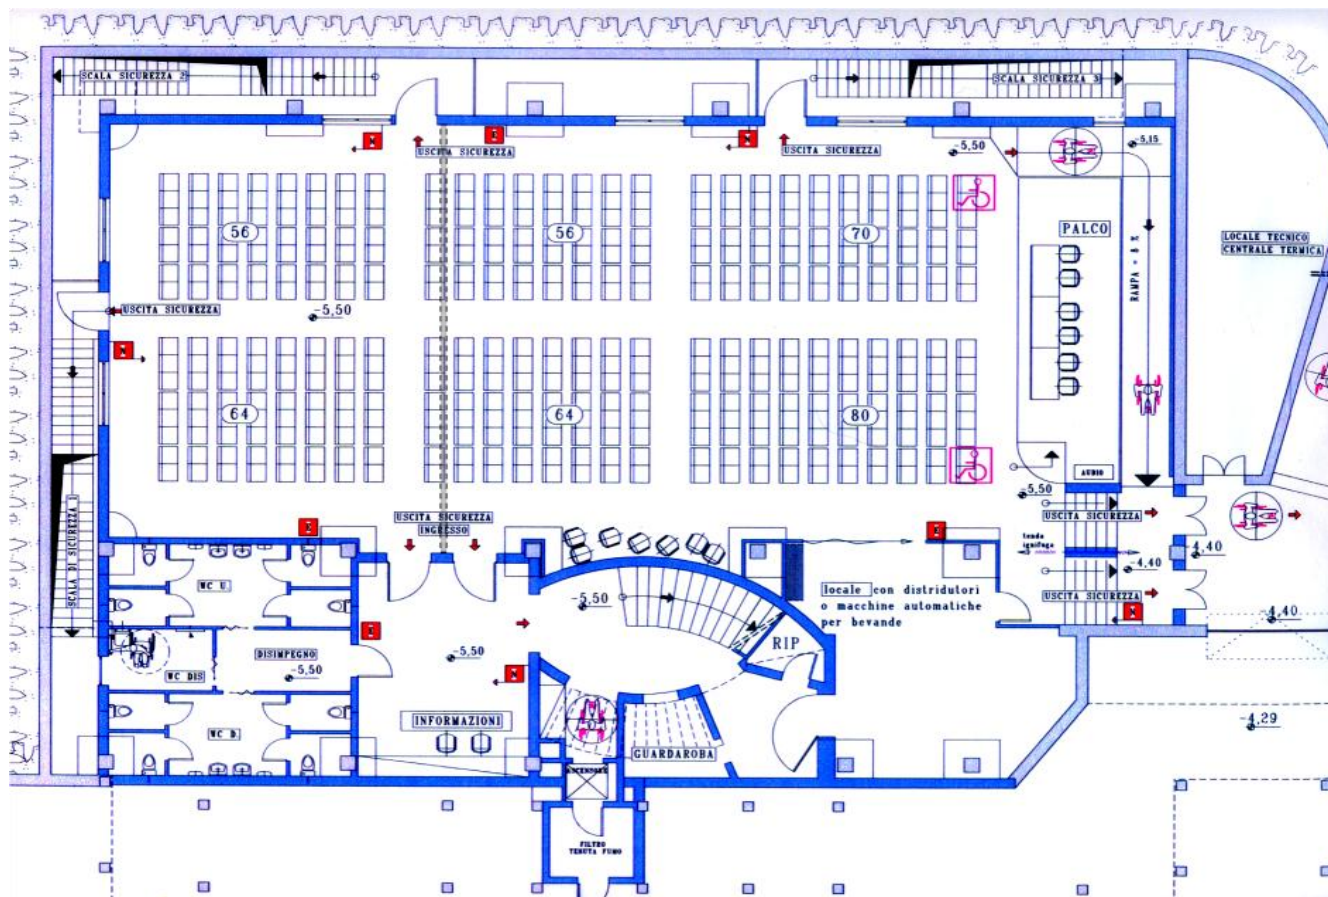 SCALA SICUREZZA 2
SCALA SICUREZZA 3
N
E
N
USCITA SICUREZZA
USCITA SICUREZZA
-5,50
-5,15
56
56
70
PALCO
LOCALE TECNICO
CENTRALE TERMICA
RAMPA = 8 %
USCITA SICUREZZA
-5,50
N
64
64
80
AUDIO
-5,50
USCITA SICUREZZA
INGRESSO
E
E
USCITA SICUREZZA
tenda
ignifuga
-4,40
-4,40
SCALA DI SICUREZZA 1
WC U.
-5,50
locale con distridutori
o macchine automatiche
per bevande
USCITA SICUREZZA
N
-4,40
E
RIP
DISIMPEGNO
-5,50
WC DIS
-5,50
N
INFORMAZIONI
WC D.
GUARDAROBA
-4,29
ASCENSORE
FILTRO
TENUTA FUMO